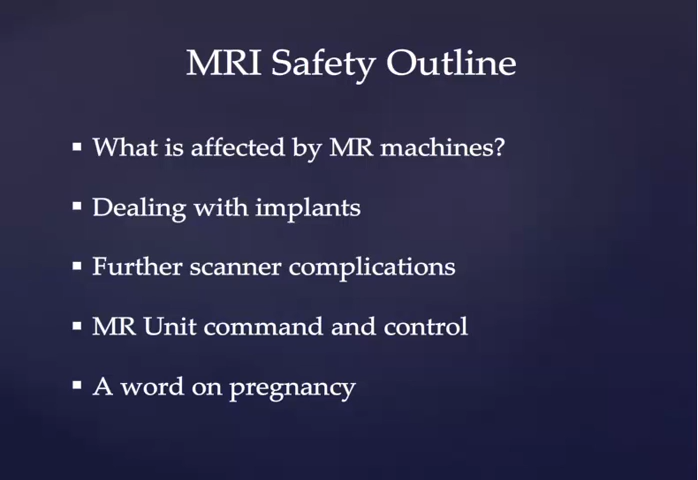 MRI Safety Outline
▪ What is affected by MR machines?
▪ Dealing with implants
▪ Further scanner complications
▪ MR Unit command and control
▪ A word on pregnancy